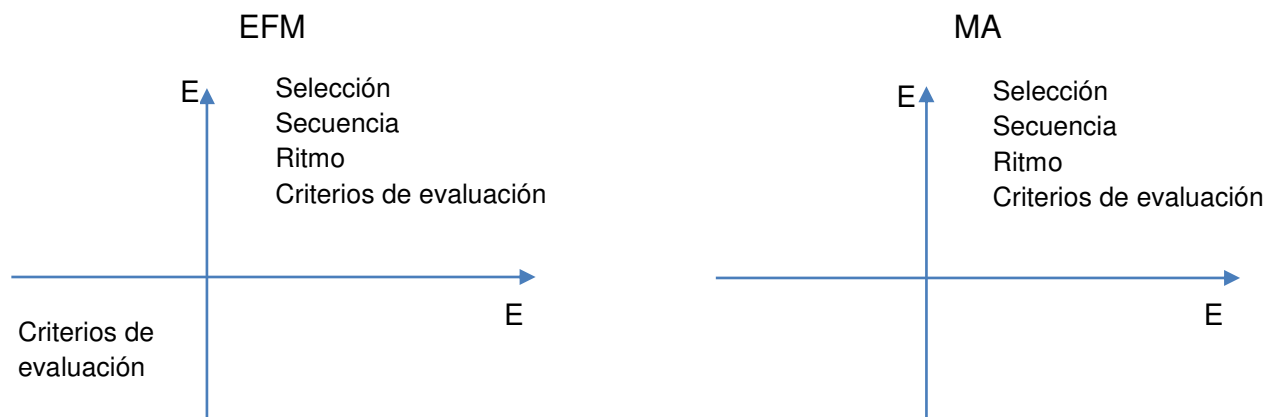 EFM
E
Selección
Secuencia
Ritmo
Criterios de evaluación
E
Criterios de
evaluación
MA
E
Selección
Secuencia
Ritmo
Criterios de evaluación
E